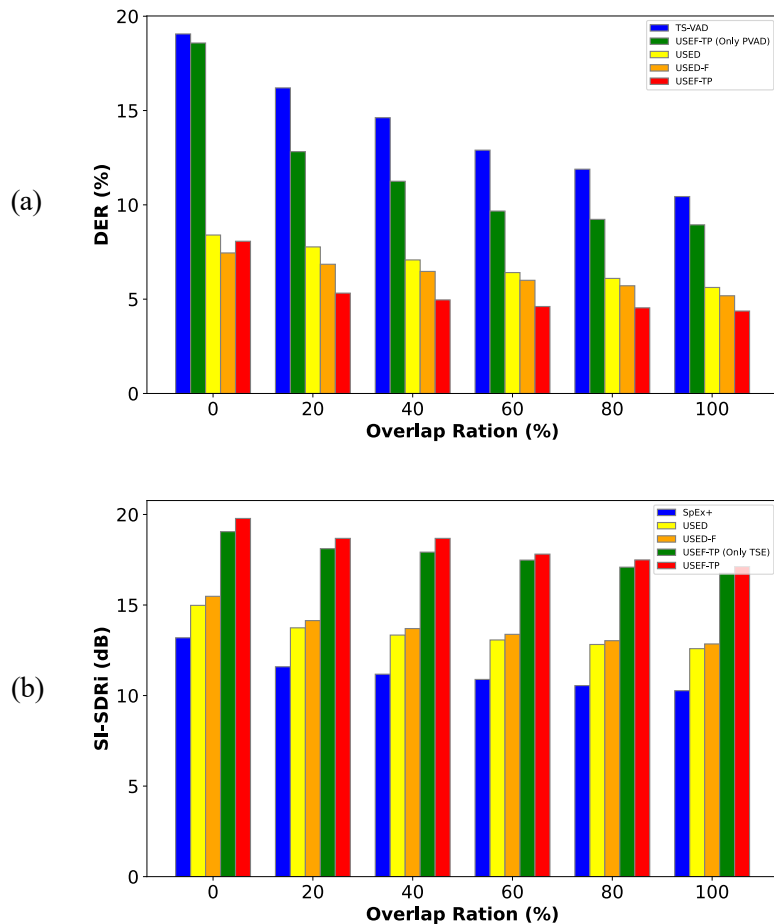 (a)
DER (%)
20
15
10
5
0
TS-VAD
USEF-TP (Only PVAD)
USED
USED-F
USEF-TP
0 20 40 60 80 100
Overlap Ration (%)
(b)
SI-SDRi (dB)
20
15
10
5
0
SpEx+
USED
USED-F
USEF-TP (Only TSE)
USEF-TP
0 20 40 60 80 100
Overlap Ration (%)